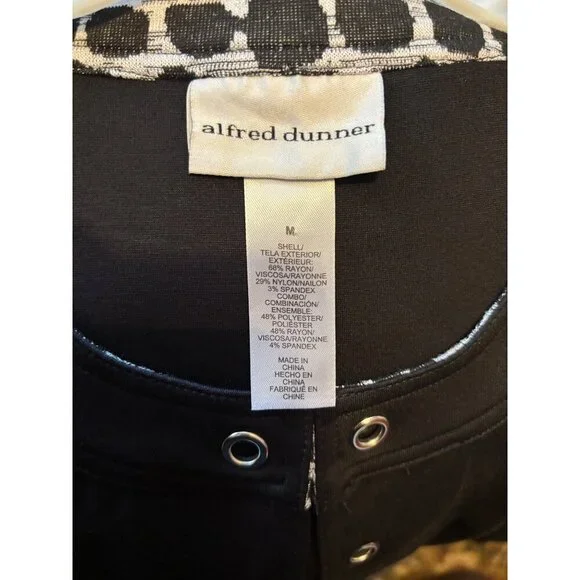 alfred dunner
M.
SHELL/
TELA EXTERIOR/
EXTÉRIEUR:
68% RAYON/
VISCOSA/RAYONNE
29% NYLON/NAILON
3% SPANDEX
COMBO/
COMBINACIÓN/
ENSEMBLE:
48% POLYESTER/
POLIÉSTER
48% RAYON/
VISCOSA/RAYONNE
4% SPANDEX
MADE IN
CHINA
HECHO EN
CHINA
FABRIQUÉ EN
CHINE